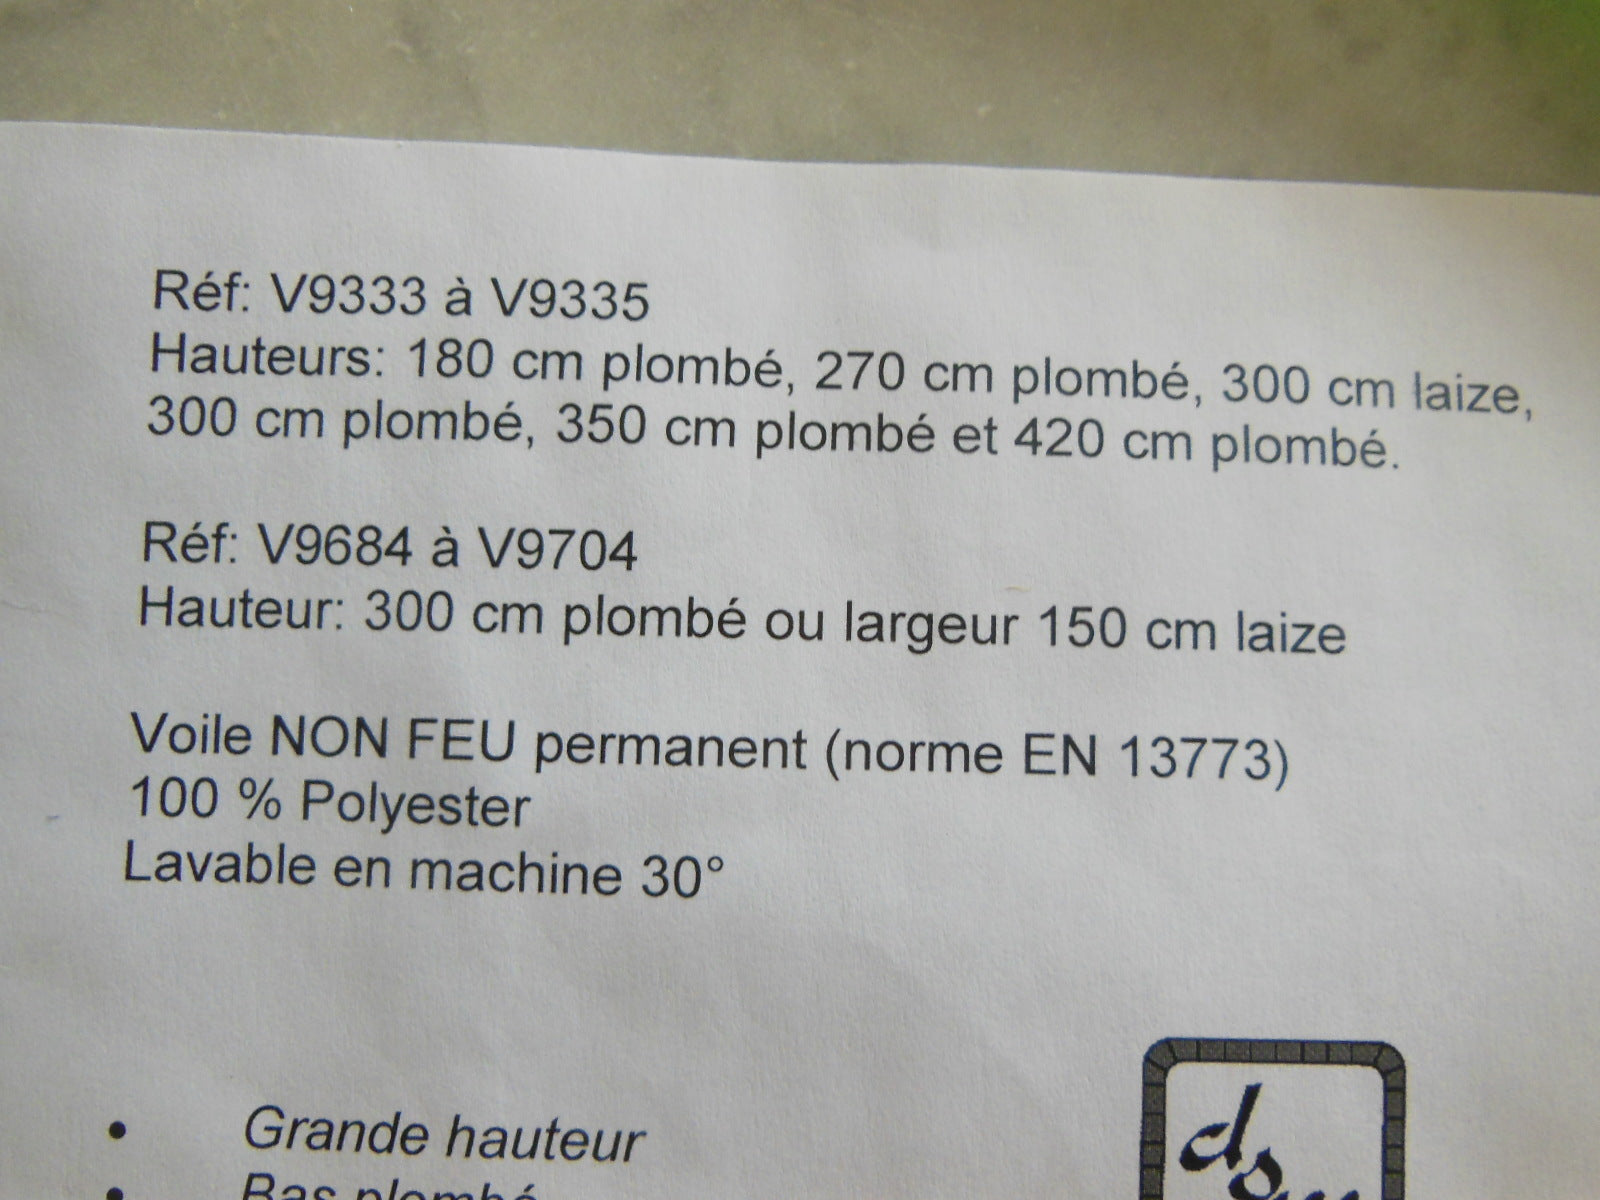 Réf: V9333 à V9335
Hauteurs: 180 cm plombé, 270 cm plombé, 300 cm laize,
300 cm plombé, 350 cm plombé et 420 cm plombé.
Réf: V9684 à V9704
Hauteur: 300 cm plombé ou largeur 150 cm laize
Voile NON FEU permanent (norme EN 13773)
100 % Polyester
Lavable en machine 30°
• Grande hauteur
• Bas plombé